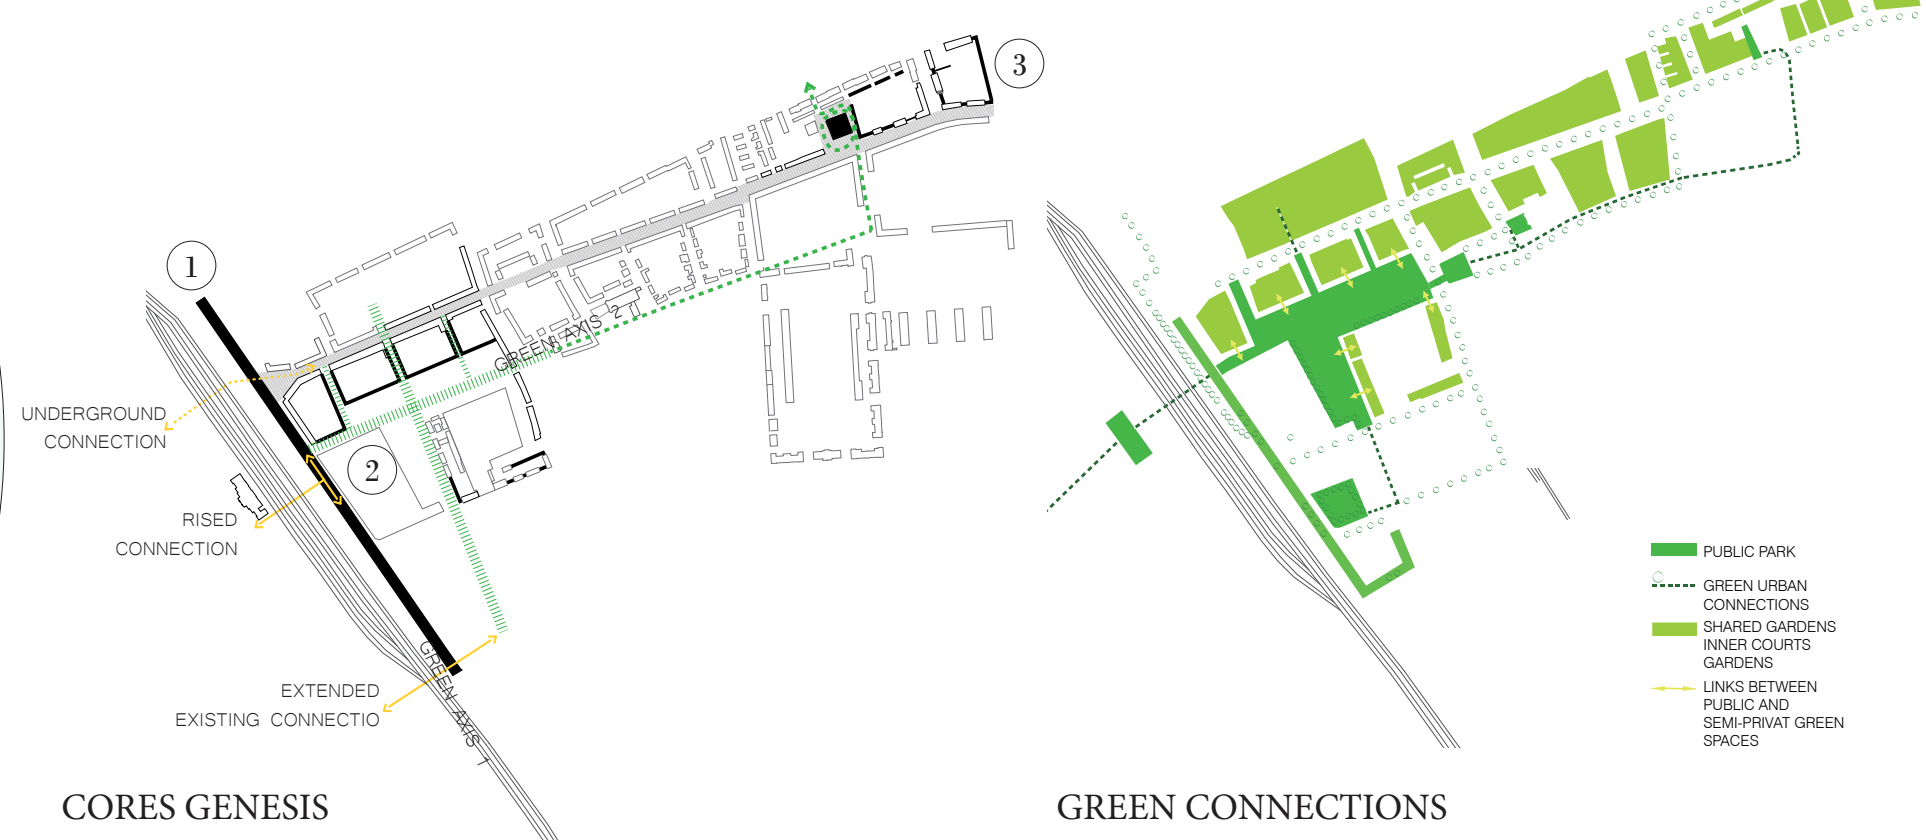 3
1
GREEN AXIS 2
UNDERGROUND
CONNECTION
2
RISED
CONNECTION
EXTENDED
EXISTING CONNECTIO
GREEN AXIS 1
CORES GENESIS
PUBLIC PARK
GREEN URBAN
CONNECTIONS
SHARED GARDENS
INNER COURTS
GARDENS
LINKS BETWEEN
PUBLIC AND
SEMI-PRIVAT GREEN
SPACES
GREEN CONNECTIONS